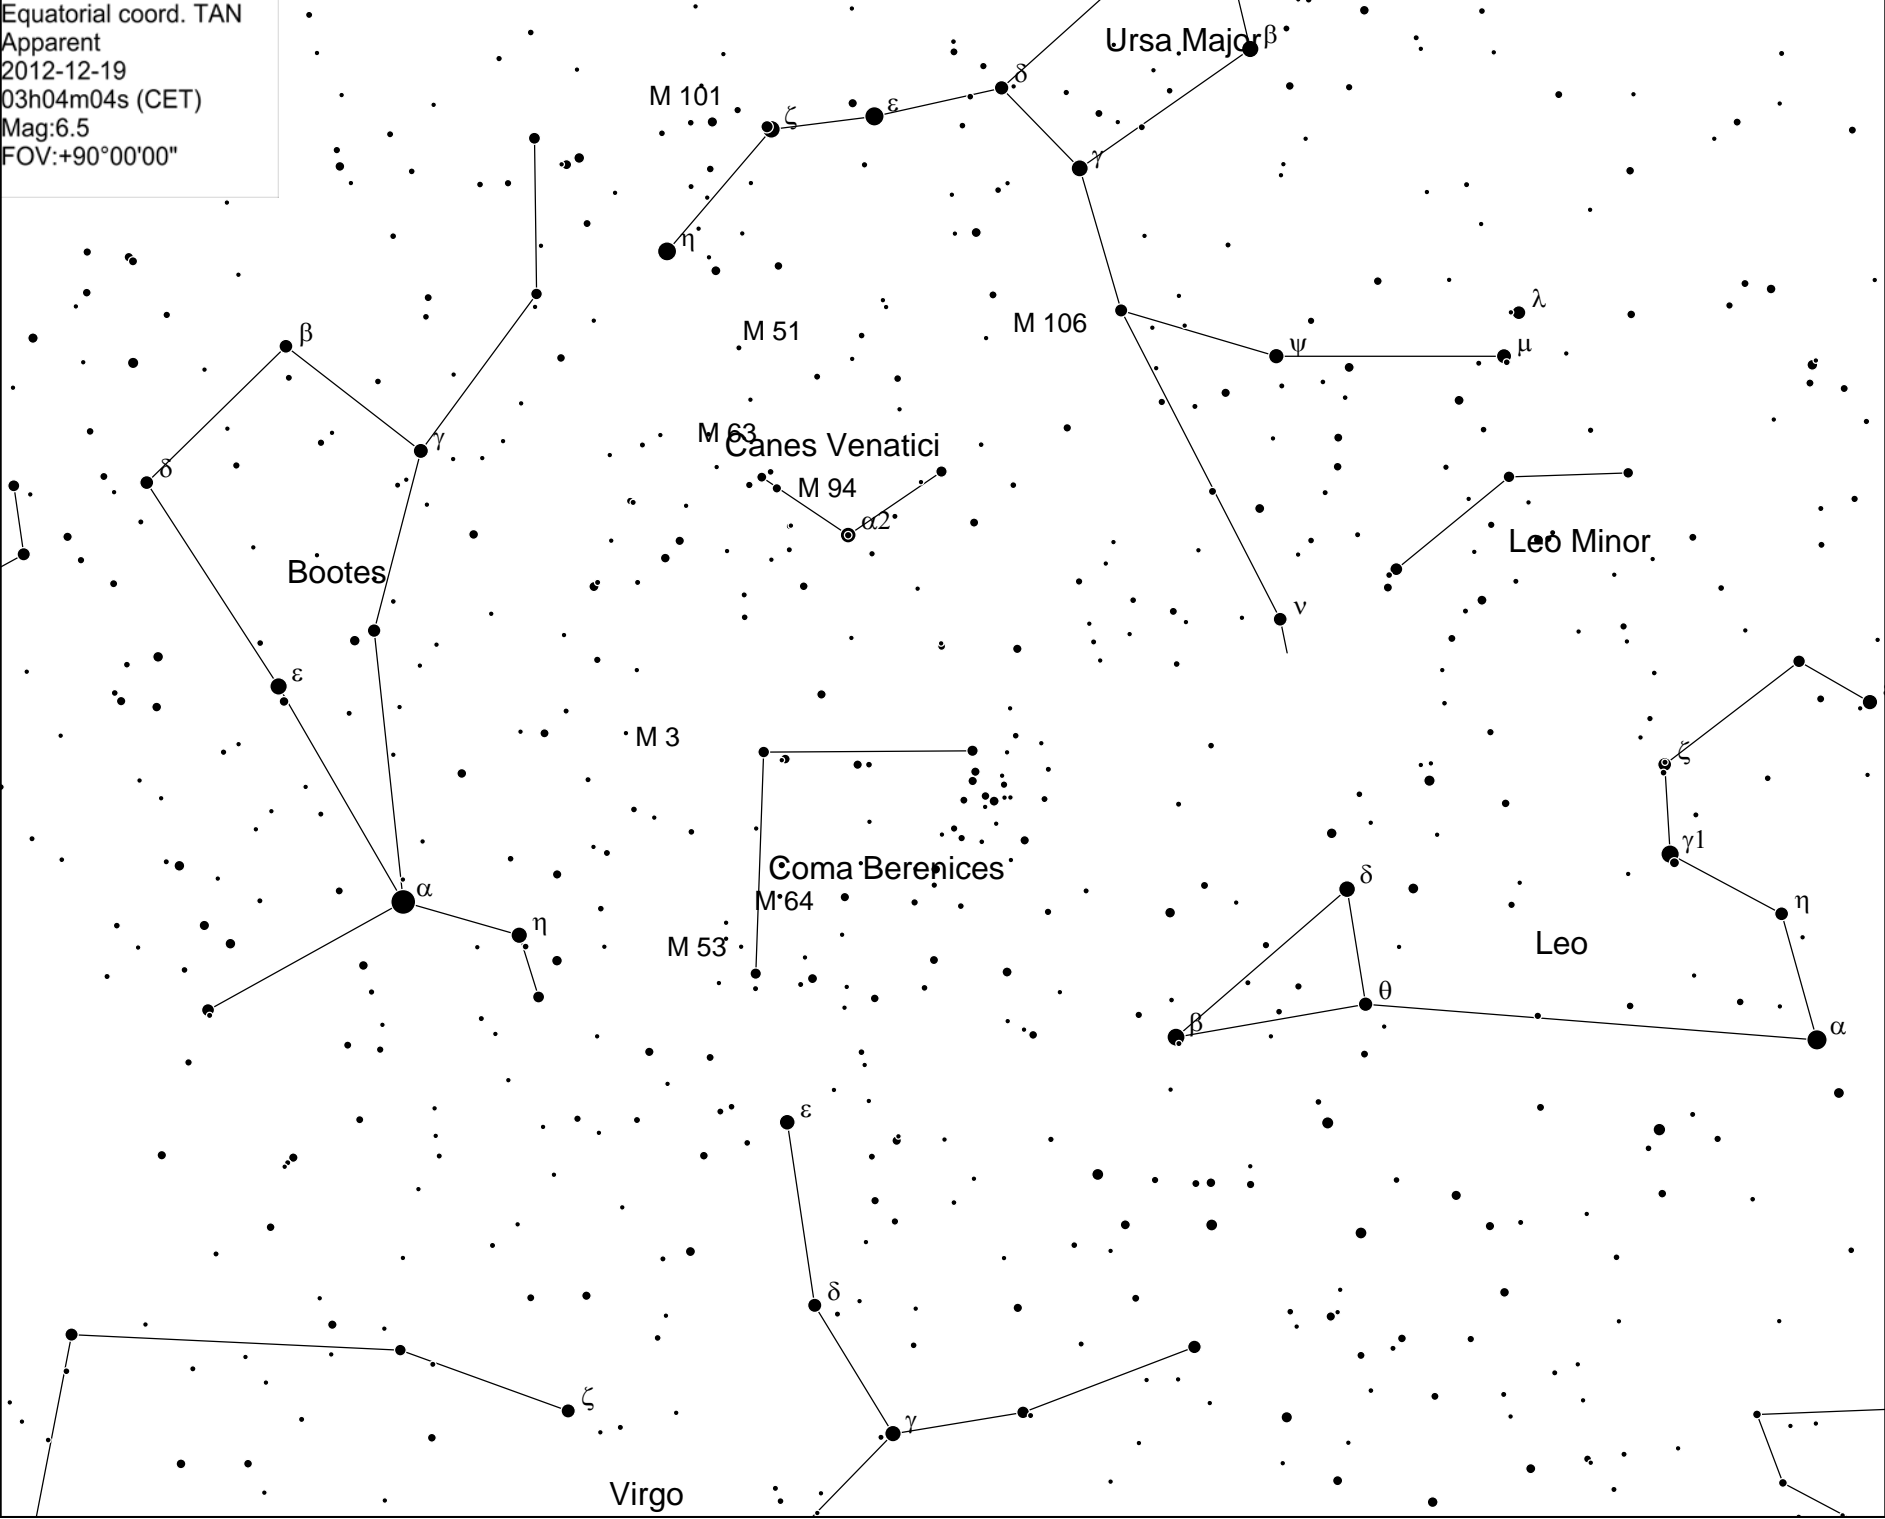 Equatorial coord. TAN
Apparent
2012-12-19
03h04m04s (CET)
Mag:6.5
FOV:+90°00'00"
Ursa Major
β
δ
M 101
ζ
ε
γ
η
λ
M 51
M 106
β
ψ
μ
M 63
γ
Canes Venatici
δ
M 94
α2
Leo Minor
Bootes
ν
ε
M 3
ζ
γ1
Coma Berenices
δ
α
M 64
η
η
M 53
Leo
θ
β
α
ε
δ
ζ
γ
Virgo